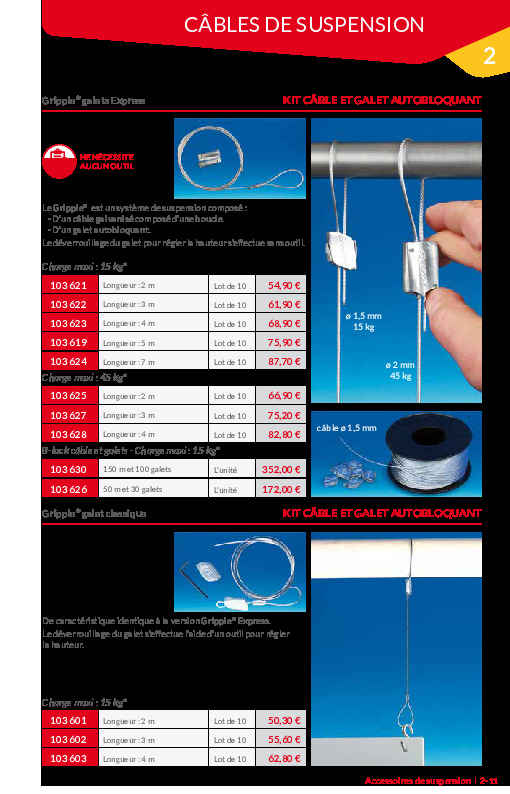 CÂBLES DE SUSPENSION
2
Gripple® galets Express
KIT CÂBLE ET GALET AUTOBLOQUANT
NE NÉCESSITE
AUCUN OUTIL
Le Gripple® est un système de suspension composé :
- D'un câble galvanisé composé d'une boucle.
- D'un galet autobloquant.
Le déverrouillage du galet pour régler la hauteur s'effectue sans outil.
Charge maxi : 15 kg*
103 621 Longueur : 2 m Lot de 10 54,90 €
103 622 Longueur : 3 m Lot de 10 61,90 €
103 623 Longueur : 4 m Lot de 10 68,90 €
103 619 Longueur : 5 m Lot de 10 75,90 €
103 624 Longueur : 7 m Lot de 10 87,70 €
Charge maxi : 45 kg*
103 625 Longueur : 2 m Lot de 10 66,90 €
103 627 Longueur : 3 m Lot de 10 75,20 €
103 628 Longueur : 4 m Lot de 10 82,80 €
B-lock câble et galets - Charge maxi : 15 kg*
103 630 150 m et 100 galets L'unité 352,00 €
103 626 50 m et 30 galets L'unité 172,00 €
ø 1,5 mm
15 kg
ø 2 mm
45 kg
câble ø 1,5 mm
Gripple® galet classique
KIT CÂBLE ET GALET AUTOBLOQUANT
De caractéristique identique à la version Gripple® Express.
Le déverrouillage du galet s'effectue l'aide d'un outil pour régler
la hauteur.
Charge maxi : 15 kg*
103 601 Longueur : 2 m Lot de 10 50,30 €
103 602 Longueur : 3 m Lot de 10 55,60 €
103 603 Longueur : 4 m Lot de 10 62,80 €
Accessoires de suspension | 2-11